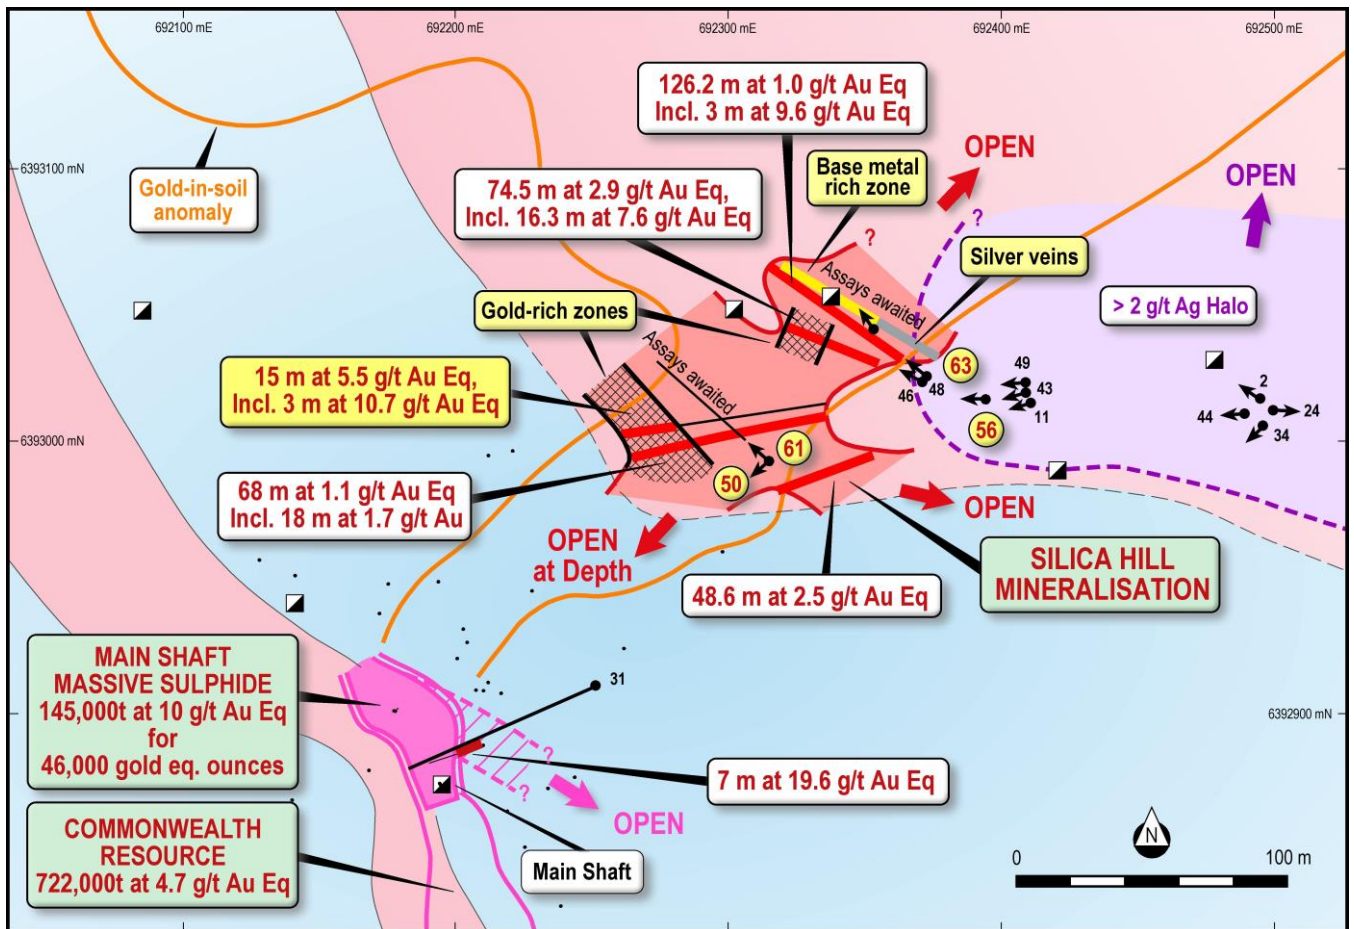 692100 mE
692200 mE
692300 mE
692400 mE
692500 mE
126.2 m at 1.0 g/t Au Eq
Incl. 3 m at 9.6 g/t Au Eq
OPEN
6393100 mN
Gold-in-soil
anomaly
74.5 m at 2.9 g/t Au Eq,
Incl. 16.3 m at 7.6 g/t Au Eq
Base metal
rich zone
OPEN
?
?
Silver veins
Assays awaited
> 2 g/t Ag Halo
Gold-rich zones
15 m at 5.5 g/t Au Eq,
Incl. 3 m at 10.7 g/t Au Eq
Assays awaited
63
46
48
49
43
11
56
2
24
44
34
6393000 mN
61
50
68 m at 1.1 g/t Au Eq
Incl. 18 m at 1.7 g/t Au
OPEN
OPEN
at Depth
48.6 m at 2.5 g/t Au Eq
SILICA HILL
MINERALISATION
MAIN SHAFT
MASSIVE SULPHIDE
145,000t at 10 g/t Au Eq
for
46,000 gold eq. ounces
31
6392900 mN
?
?
7 m at 19.6 g/t Au Eq
OPEN
COMMONWEALTH
RESOURCE
722,000t at 4.7 g/t Au Eq
Main Shaft
N
0
100 m